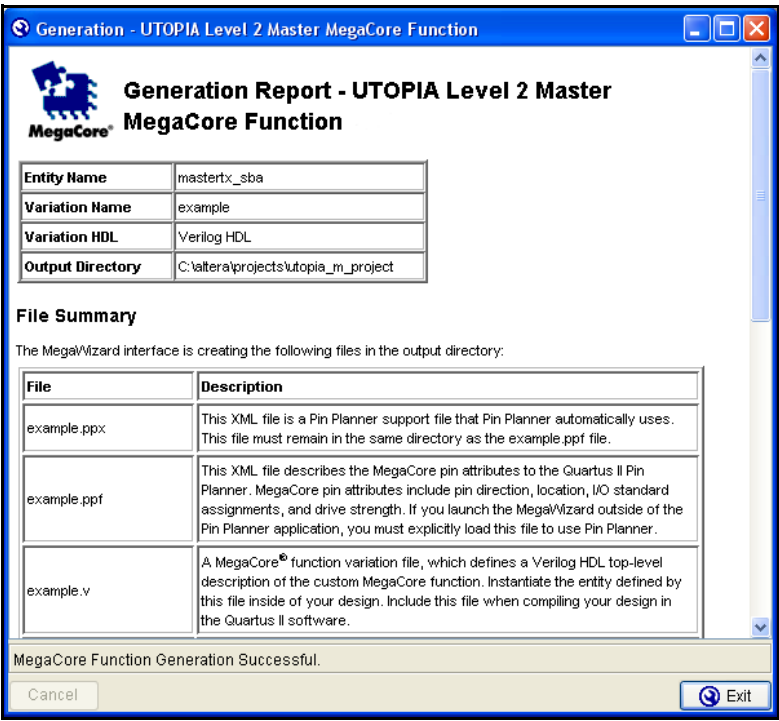 Generation - UTOPIA Level 2 Master MegaCore Function
MegaCore®
Generation Report - UTOPIA Level 2 Master
MegaCore Function
Entity Name mastertx_sba
Variation Name example
Variation HDL Verilog HDL
Output Directory C:\altera\projects\utopia_m_project
File Summary
The MegaWizard interface is creating the following files in the output directory:
File Description
example.ppx
This XML file is a Pin Planner support file that Pin Planner automatically uses.
This file must remain in the same directory as the example.ppf file.
example.ppf
This XML file describes the MegaCore pin attributes to the Quartus II Pin
Planner. MegaCore pin attributes include pin direction, location, I/O standard
assignments, and drive strength. If you launch the MegaWizard outside of the
Pin Planner application, you must explicitly load this file to use Pin Planner.
example.v
A MegaCore® function variation file, which defines a Verilog HDL top-level
description of the custom MegaCore function. Instantiate the entity defined by
this file inside of your design. Include this file when compiling your design in
the Quartus II software.
MegaCore Function Generation Successful.
Cancel
Exit